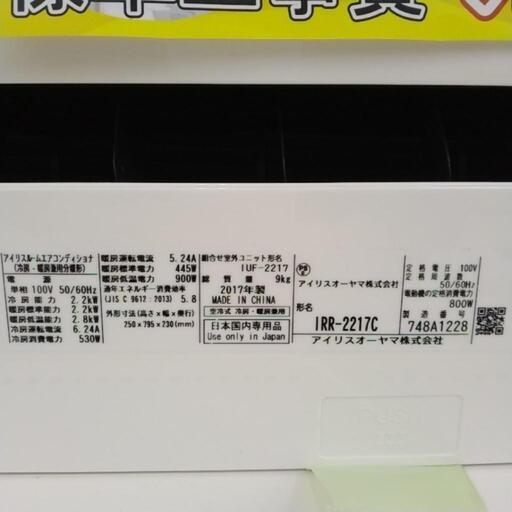 標準工事費
アイリスルームエアコンディショナ
(冷房・暖房兼用分離形)
電源
単相 100V 50/60Hz
冷房能力 2.2kW
暖房標準能力 2.2kW
暖房低温能力 2.8kW
冷房運転電流 6.24A
冷房消費電力 530W
暖房運転電流 5.24A
暖房標準電力 445W
暖房低温電力 900W
通年エネルギー消費効率
(JIS C 9612:2013) 5.8
外形寸法(高さ×幅×奥行)
250×795×230(mm)
組合せ室外ユニット形名
IUF-2217
総質量 9kg
2017年製
MADE IN CHINA
空冷式 冷房・暖房兼用
日本国内専用品
Use only in Japan
アイリスオーヤマ株式会社
形名
IRR-2217C
定格電圧 100V
定格周波数
50/60Hz
電動機の定格消費電力
800W
製造番号
748A1228
アイリスオーヤマ株式会社
PUSH